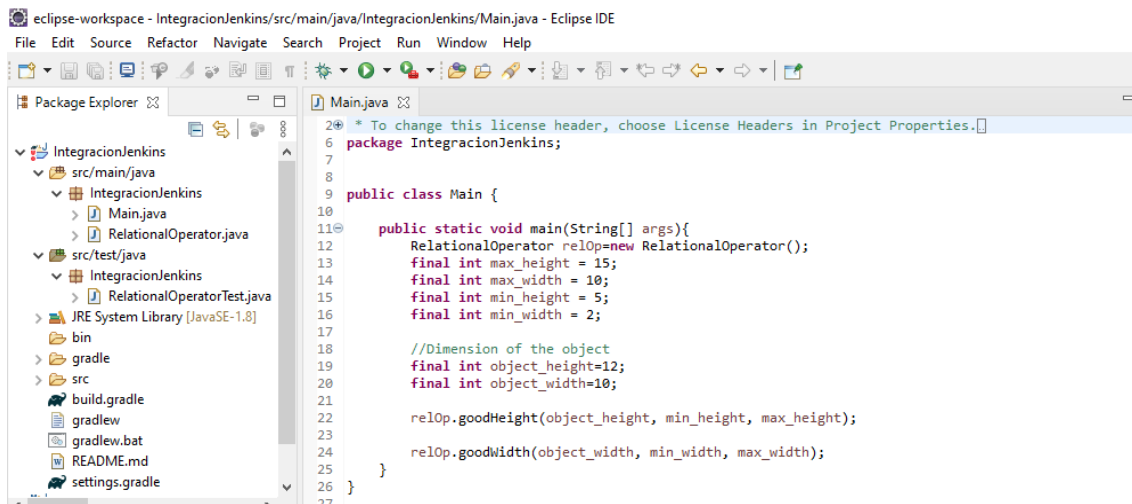 eclipse-workspace - IntegracionJenkins/src/main/java/IntegracionJenkins/Main.java - Eclipse IDE
File Edit Source Refactor Navigate Search Project Run Window Help
Package Explorer
IntegracionJenkins
src/main/java
IntegracionJenkins
Main.java
RelationalOperator.java
src/test/java
IntegracionJenkins
RelationalOperatorTest.java
JRE System Library [JavaSE-1.8]
bin
gradle
src
build.gradle
gradlew
gradlew.bat
README.md
settings.gradle
Main.java
2 * To change this license header, choose License Headers in Project Properties.
6 package IntegracionJenkins;
7
8
9 public class Main {
10
11 public static void main(String[] args){
12 RelationalOperator relOp=new RelationalOperator();
13 final int max_height = 15;
14 final int max_width = 10;
15 final int min_height = 5;
16 final int min_width = 2;
17
18 //Dimension of the object
19 final int object_height=12;
20 final int object_width=10;
21
22 relOp.goodHeight(object_height, min_height, max_height);
23
24 relOp.goodWidth(object_width, min_width, max_width);
25 }
26 }
27